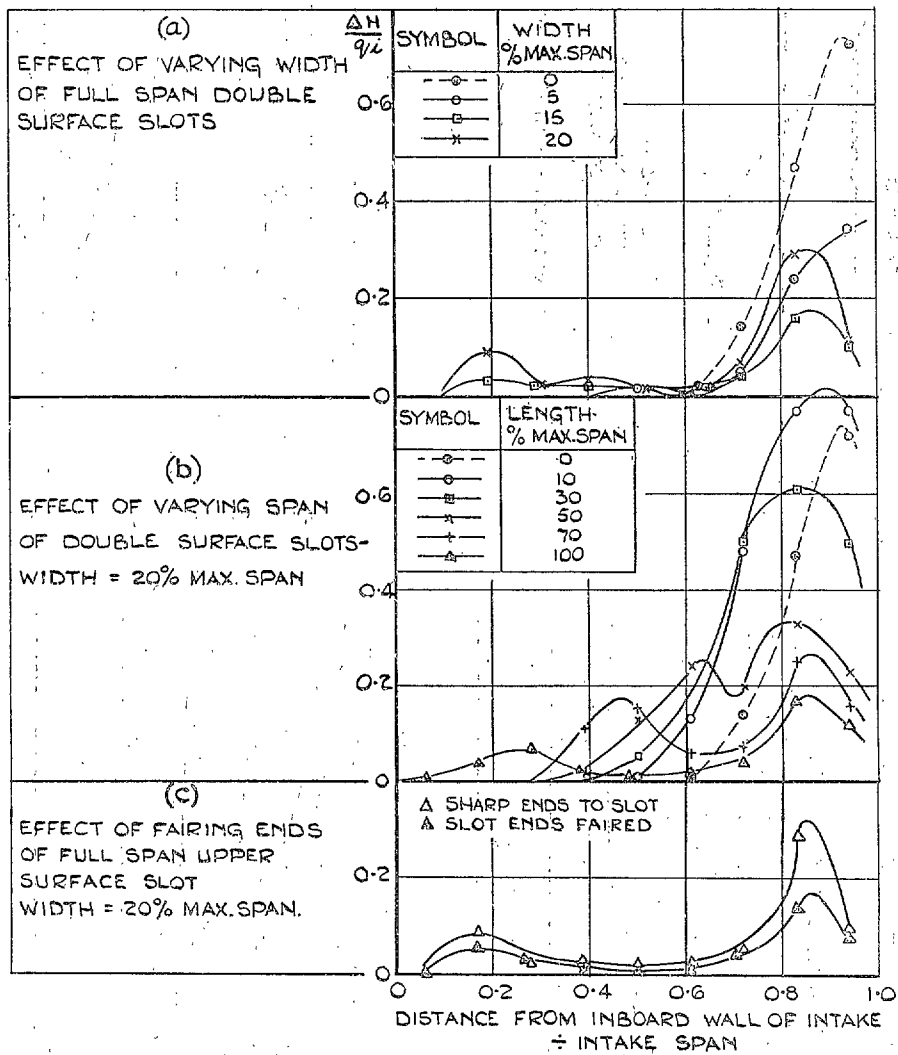 (a)
EFFECT OF VARYING WIDTH
OF FULL SPAN DOUBLE
SURFACE SLOTS
ΔH
qi
SYMBOL WIDTH
% MAX. SPAN
0
5
15
20
0·6
0·4
0·2
0
(b)
EFFECT OF VARYING SPAN
OF DOUBLE SURFACE SLOTS-
WIDTH = 20% MAX. SPAN
SYMBOL LENGTH-
% MAX. SPAN
0
10
30
50
70
100
0·6
0·4
0·2
0
(c)
EFFECT OF FAIRING ENDS
OF FULL SPAN UPPER
SURFACE SLOT
WIDTH = 20% MAX. SPAN.
△ SHARP ENDS TO SLOT
SLOT ENDS FAIRED
0·2
0
0 0·2 0·4 0·6 0·8 1·0
DISTANCE FROM INBOARD WALL OF INTAKE
÷ INTAKE SPAN